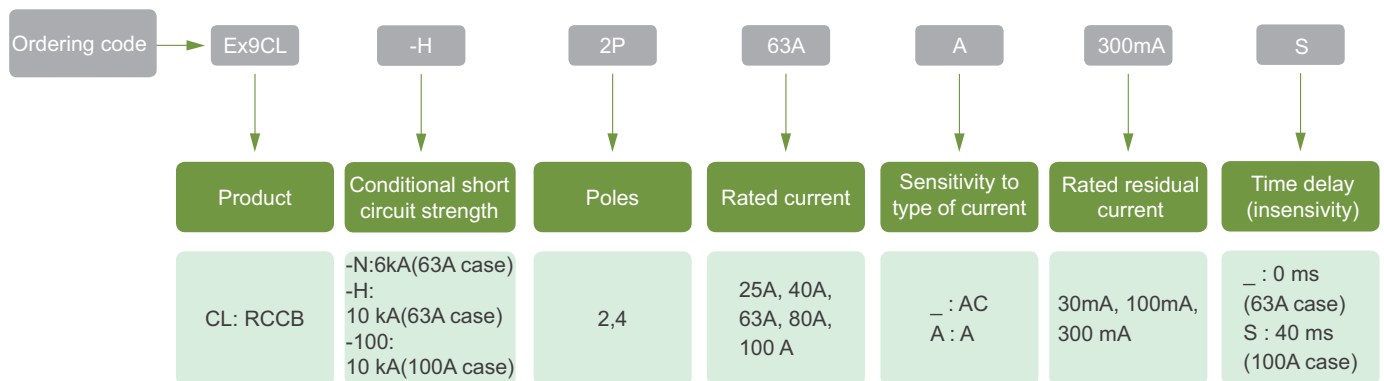 Ordering code
Ex9CL
-H
2P
63A
A
300mA
S
Product
Conditional short
circuit strength
Poles
Rated current
Sensitivity to
type of current
Rated residual
current
Time delay
(insensivity)
CL: RCCB
-N:6kA(63A case)
-H:
10 kA(63A case)
-100:
10 kA(100A case)
2,4
25A, 40A,
63A, 80A,
100 A
_ : AC
A : A
30mA, 100mA,
300 mA
_ : 0 ms
(63A case)
S : 40 ms
(100A case)